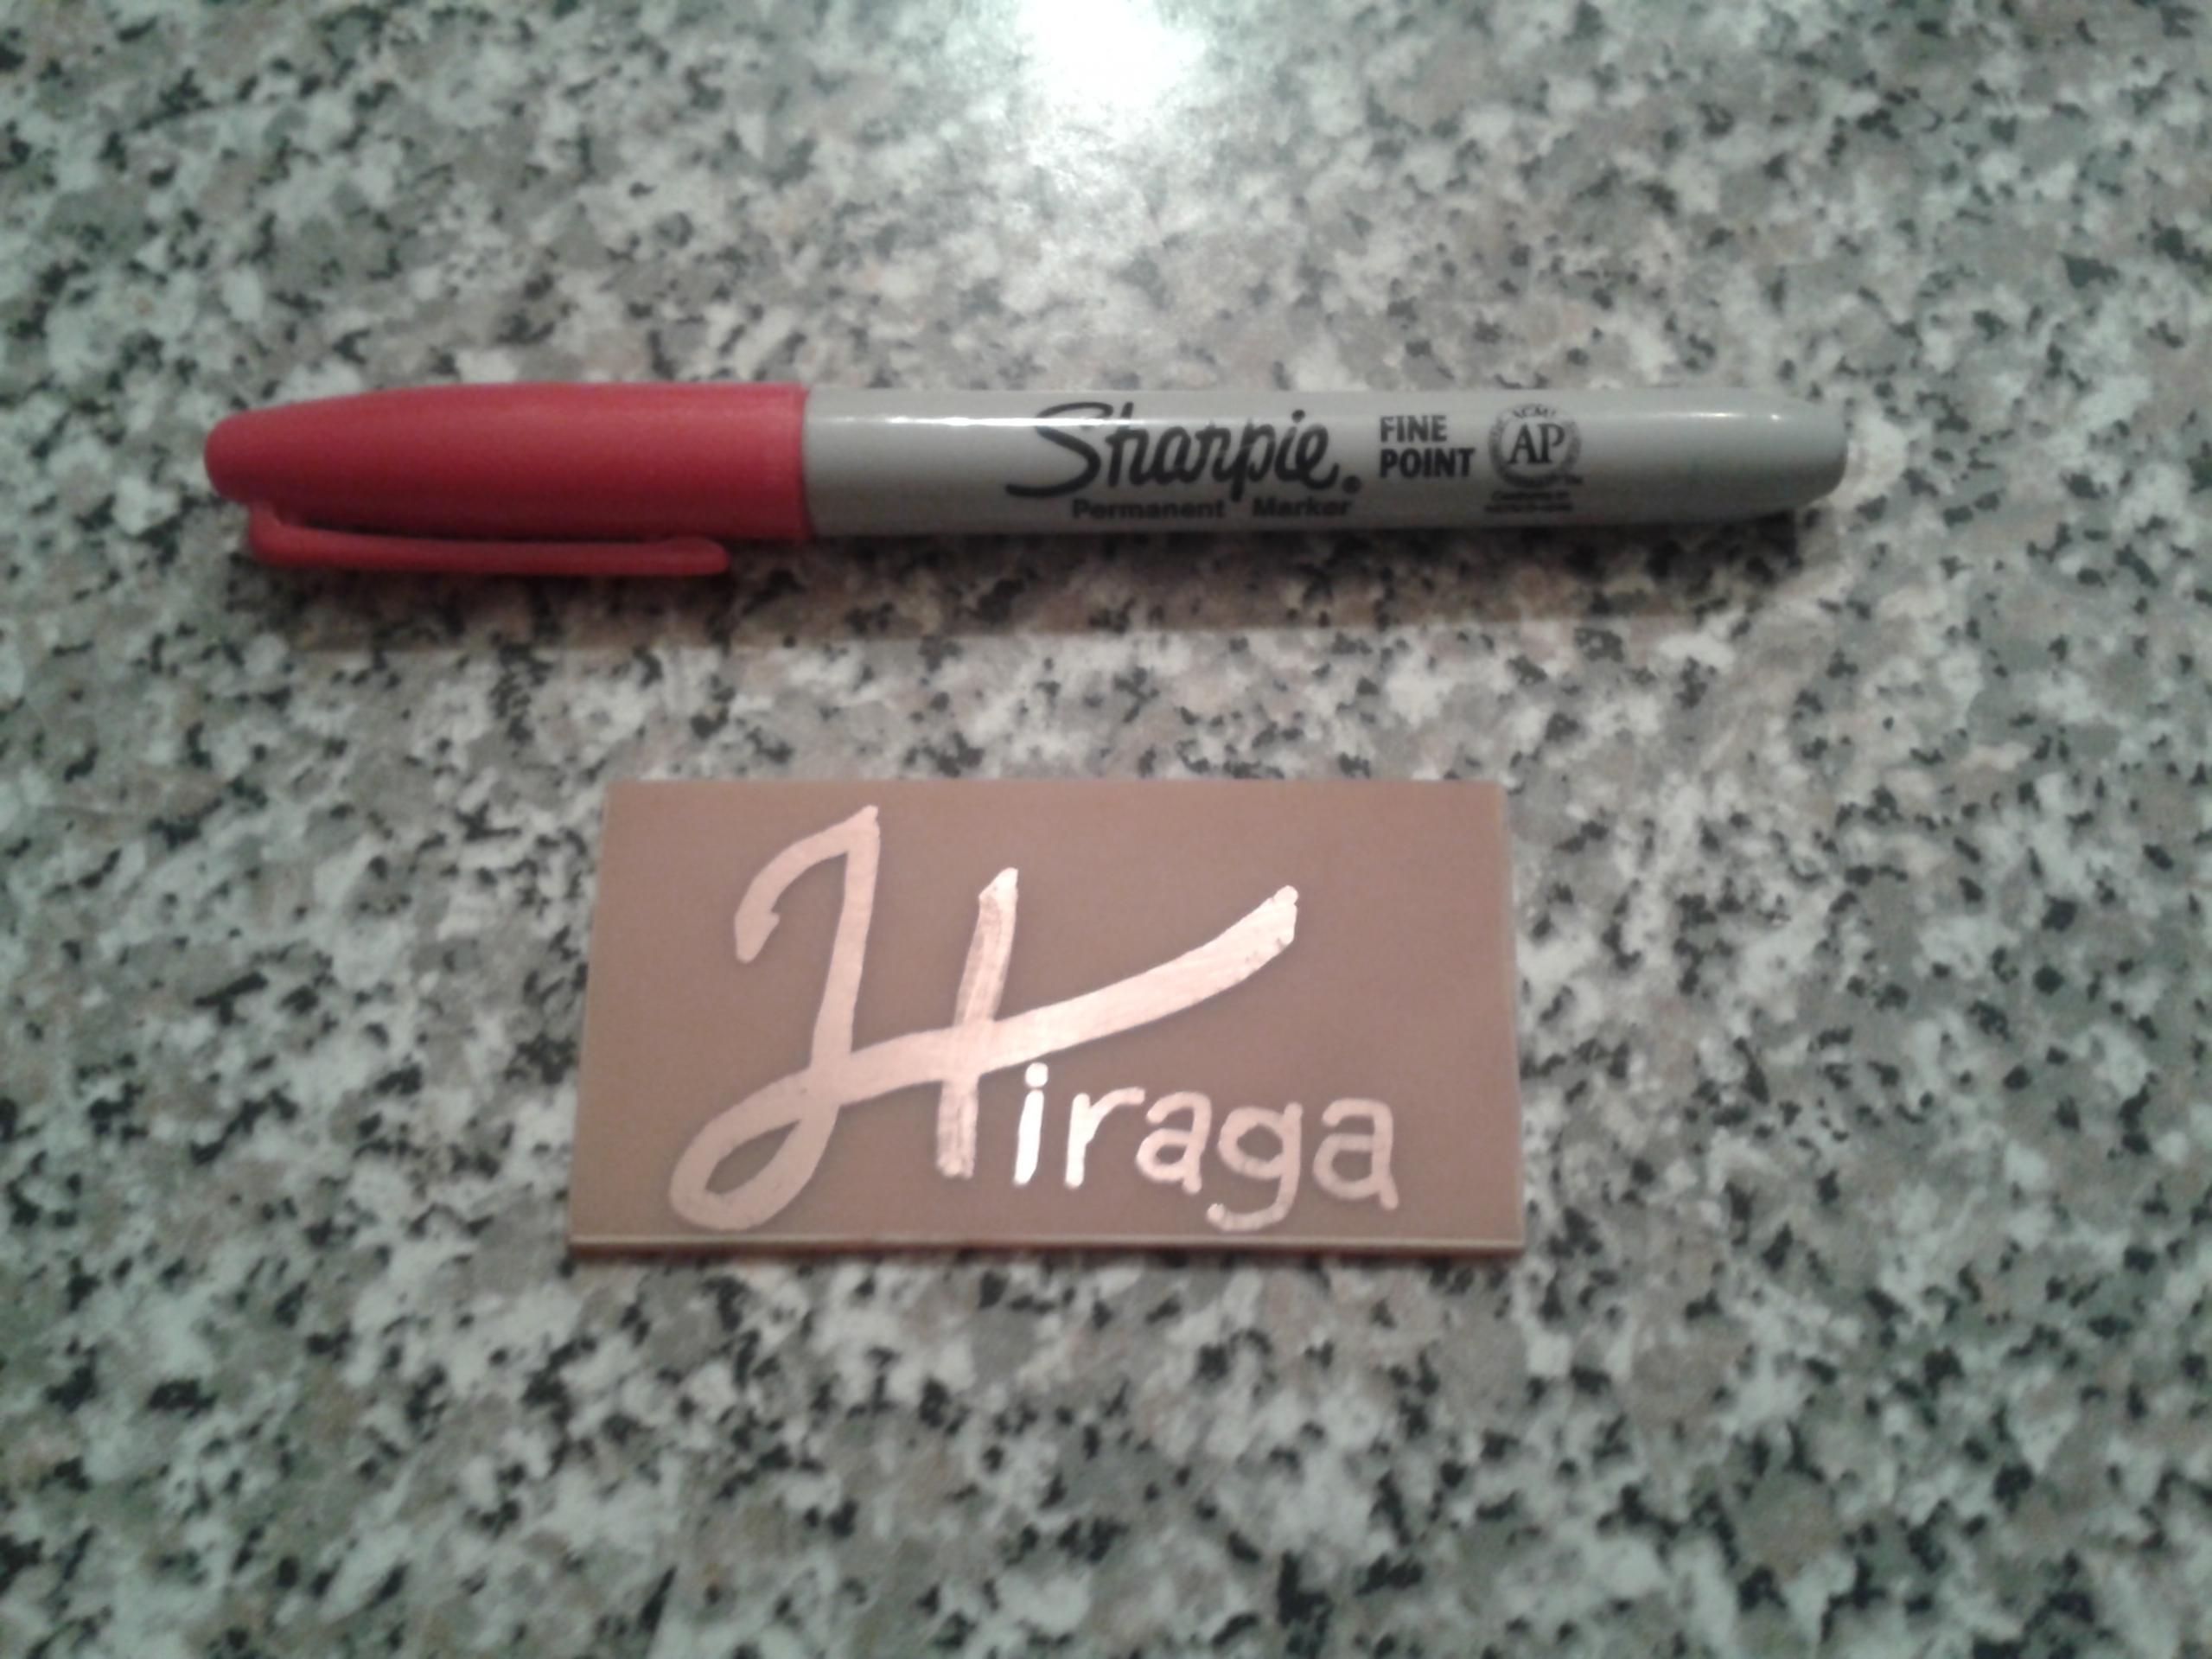 Sharpie. FINE POINT AP
Permanent Marker
Hiraga